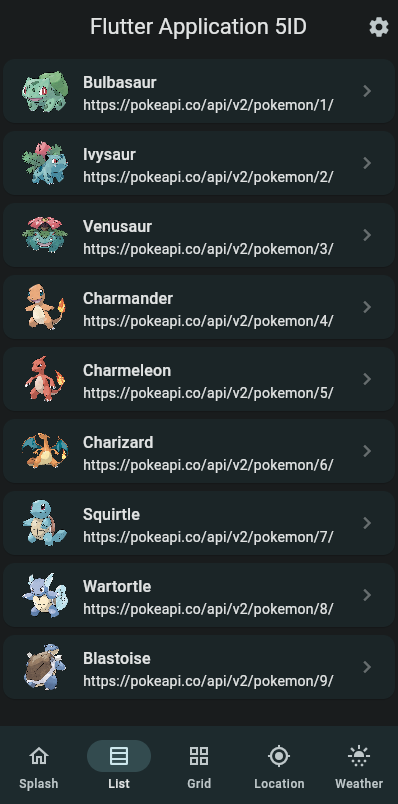 Flutter Application 5ID
Bulbasaur
https://pokeapi.co/api/v2/pokemon/1/
Ivysaur
https://pokeapi.co/api/v2/pokemon/2/
Venusaur
https://pokeapi.co/api/v2/pokemon/3/
Charmander
https://pokeapi.co/api/v2/pokemon/4/
Charmeleon
https://pokeapi.co/api/v2/pokemon/5/
Charizard
https://pokeapi.co/api/v2/pokemon/6/
Squirtle
https://pokeapi.co/api/v2/pokemon/7/
Wartortle
https://pokeapi.co/api/v2/pokemon/8/
Blastoise
https://pokeapi.co/api/v2/pokemon/9/
Splash List Grid Location Weather